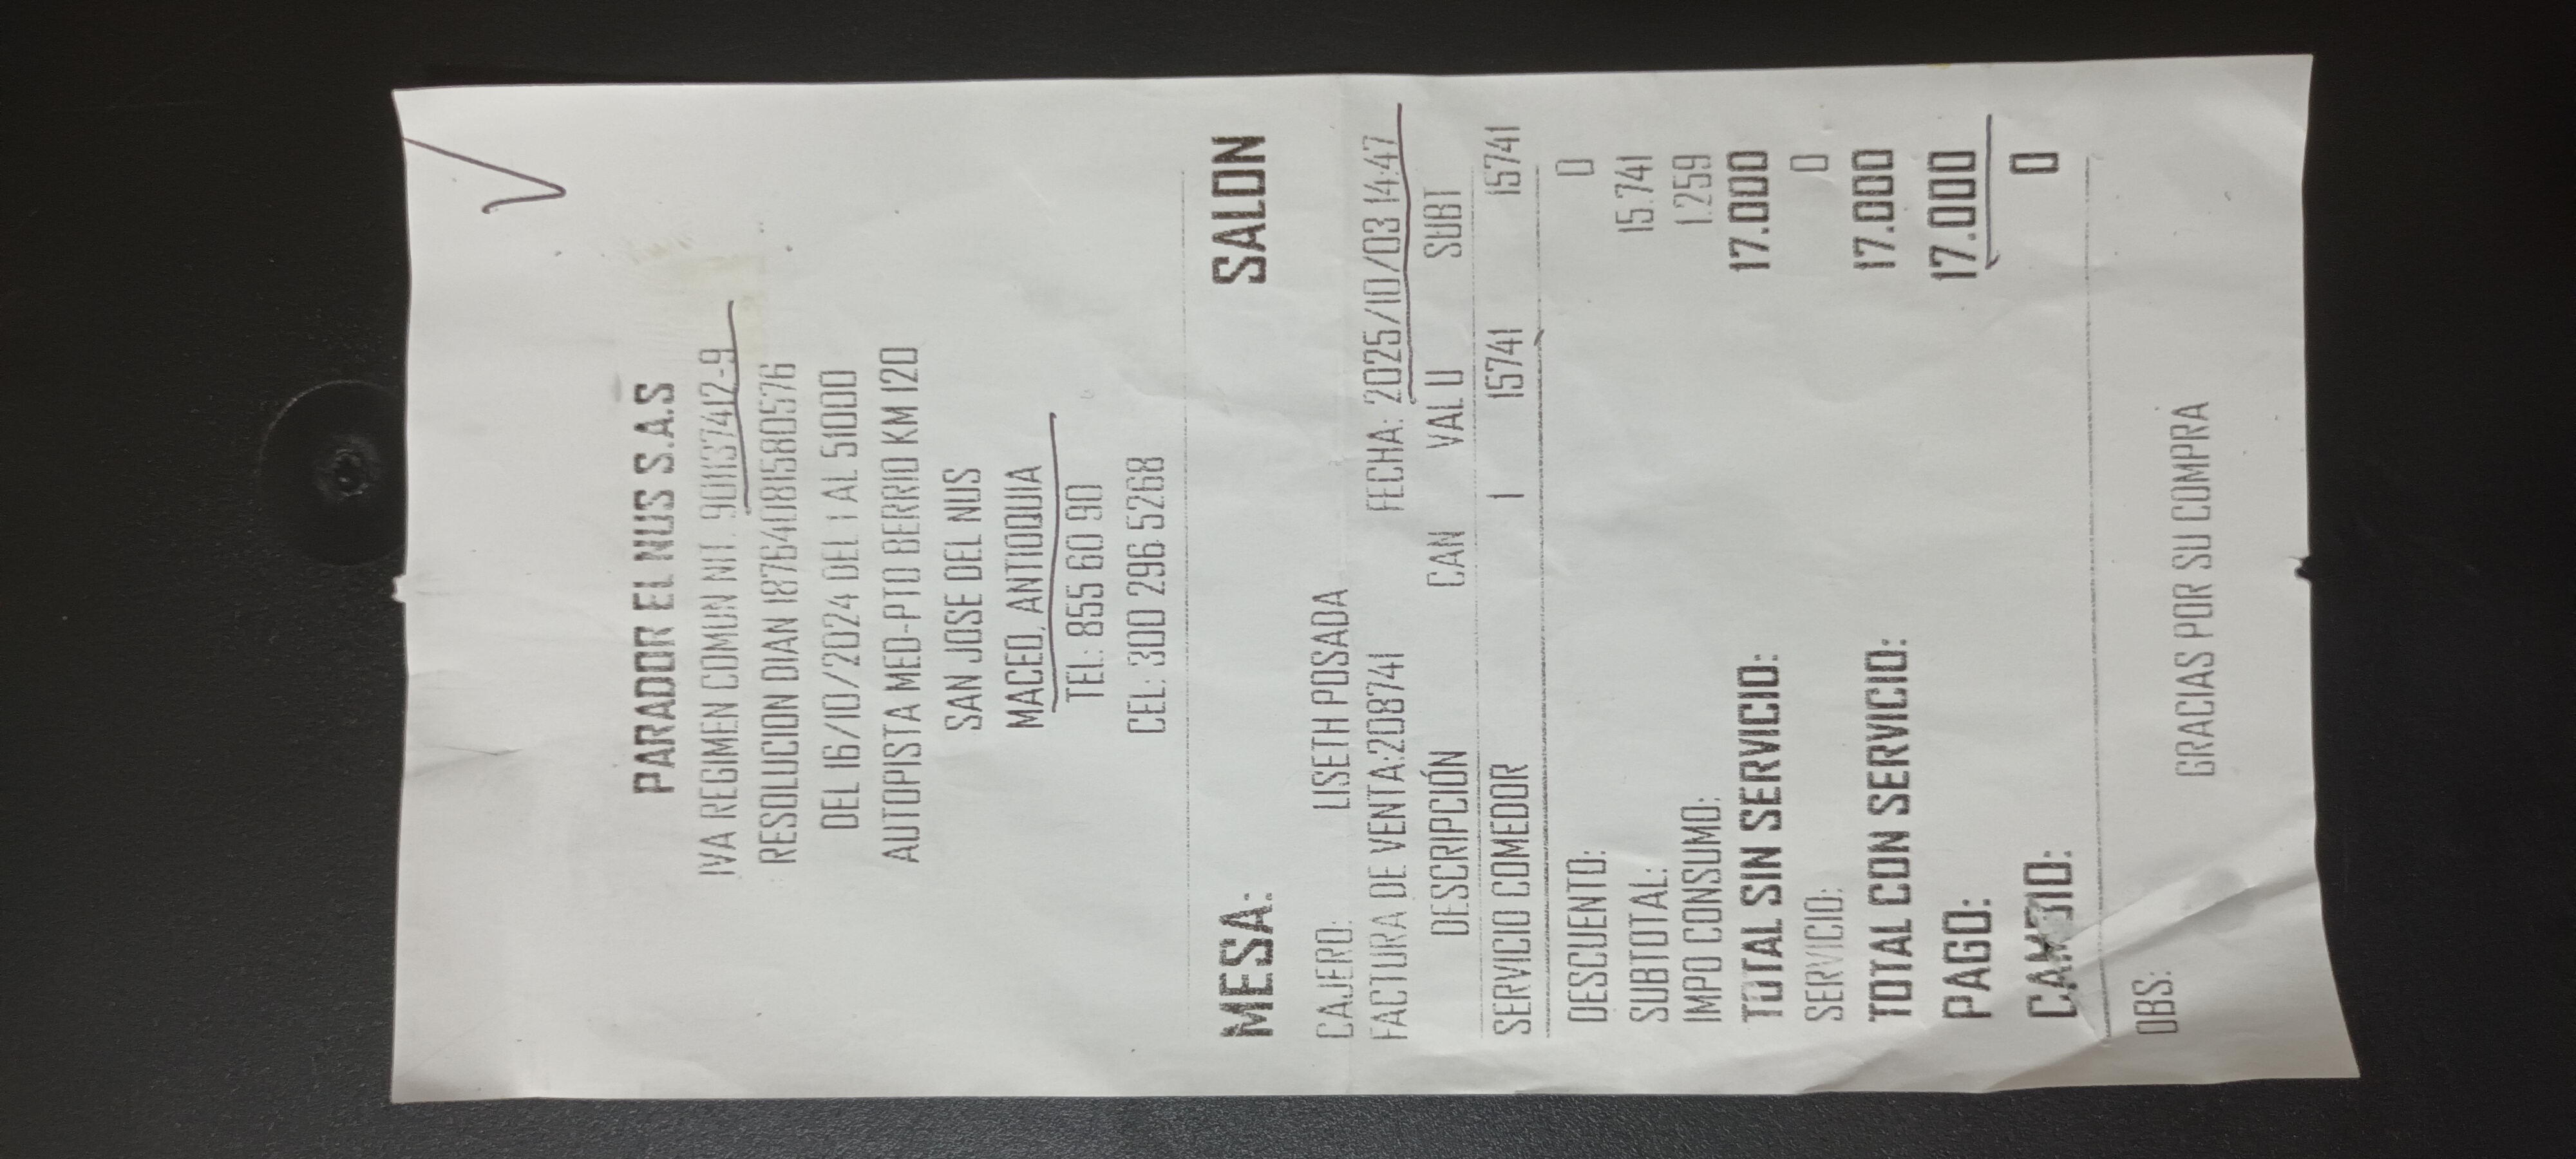 PARADOR EL NUS S.A.S
IVA REGIMEN COMUN NIT. 901137412-9
RESOLUCION DIAN 18764081580576
DEL 16/10/2024 DEL 1 AL 51000
AUTOPISTA MED-PTO BERRIO KM 120
SAN JOSE DEL NUS
MACEO, ANTIOQUIA
TEL: 855 60 90
CEL: 300 296 5268
MESA: SALON
CAJERO: LISETH POSADA
FACTURA DE VENTA:208741 FECHA: 2025/10/03 14:47
DESCRIPCIÓN CAN VAL U SUBT
SERVICIO COMEDOR 1 15741 15741
DESCUENTO: 0
SUBTOTAL: 15.741
IMPO CONSUMO: 1.259
TOTAL SIN SERVICIO: 17.000
SERVICIO: 0
TOTAL CON SERVICIO: 17.000
PAGO: 17.000
CAMBIO: 0
OBS:
GRACIAS POR SU COMPRA